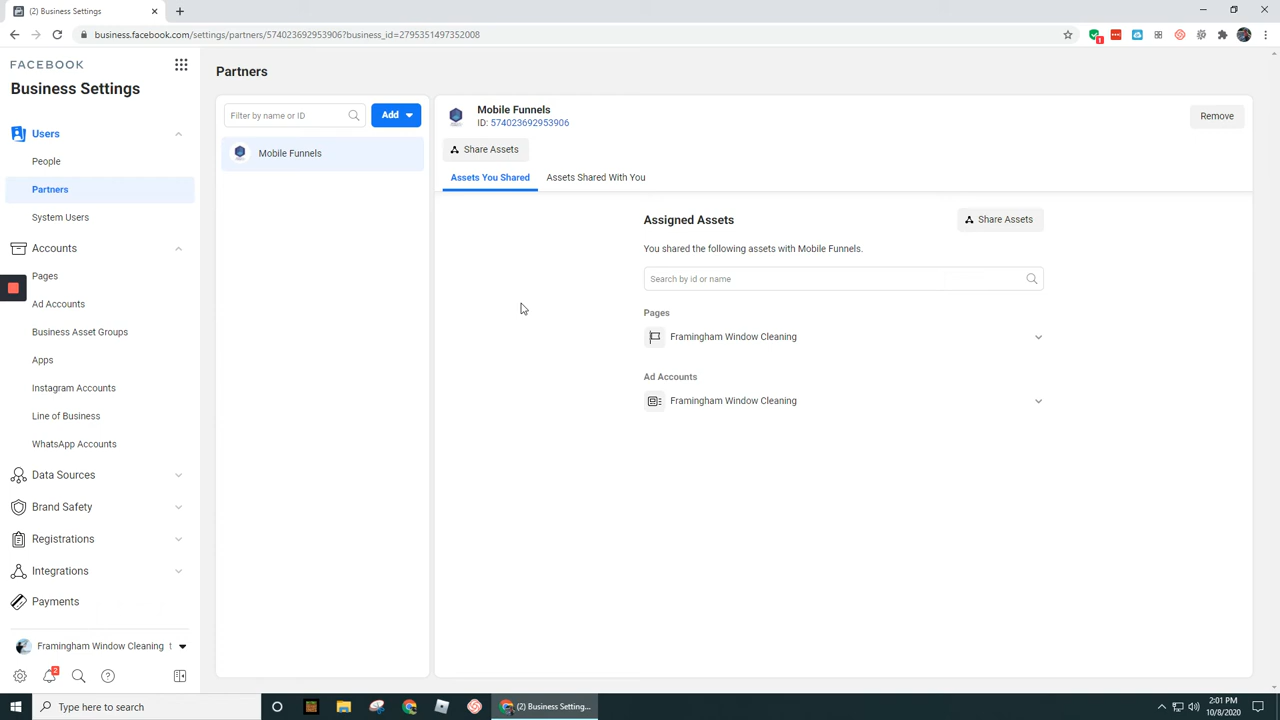 (2) Business Settings
business.facebook.com/settings/partners/574023692953906?business_id=2795351497352008
1
FACEBOOK
Business Settings
Users
People
Partners
System Users
Accounts
Pages
Ad Accounts
Business Asset Groups
Apps
Instagram Accounts
Line of Business
WhatsApp Accounts
Data Sources
Brand Safety
Registrations
Integrations
Payments
Framingham Window Cleaning t
2
Partners
Filter by name or ID
Add
Mobile Funnels
Mobile Funnels
ID: 574023692953906
Remove
Share Assets
Assets You Shared
Assets Shared With You
Assigned Assets
Share Assets
You shared the following assets with Mobile Funnels.
Search by id or name
Pages
Framingham Window Cleaning
Ad Accounts
Framingham Window Cleaning
Type here to search
(2) Business Setting...
2:01 PM
10/8/2020